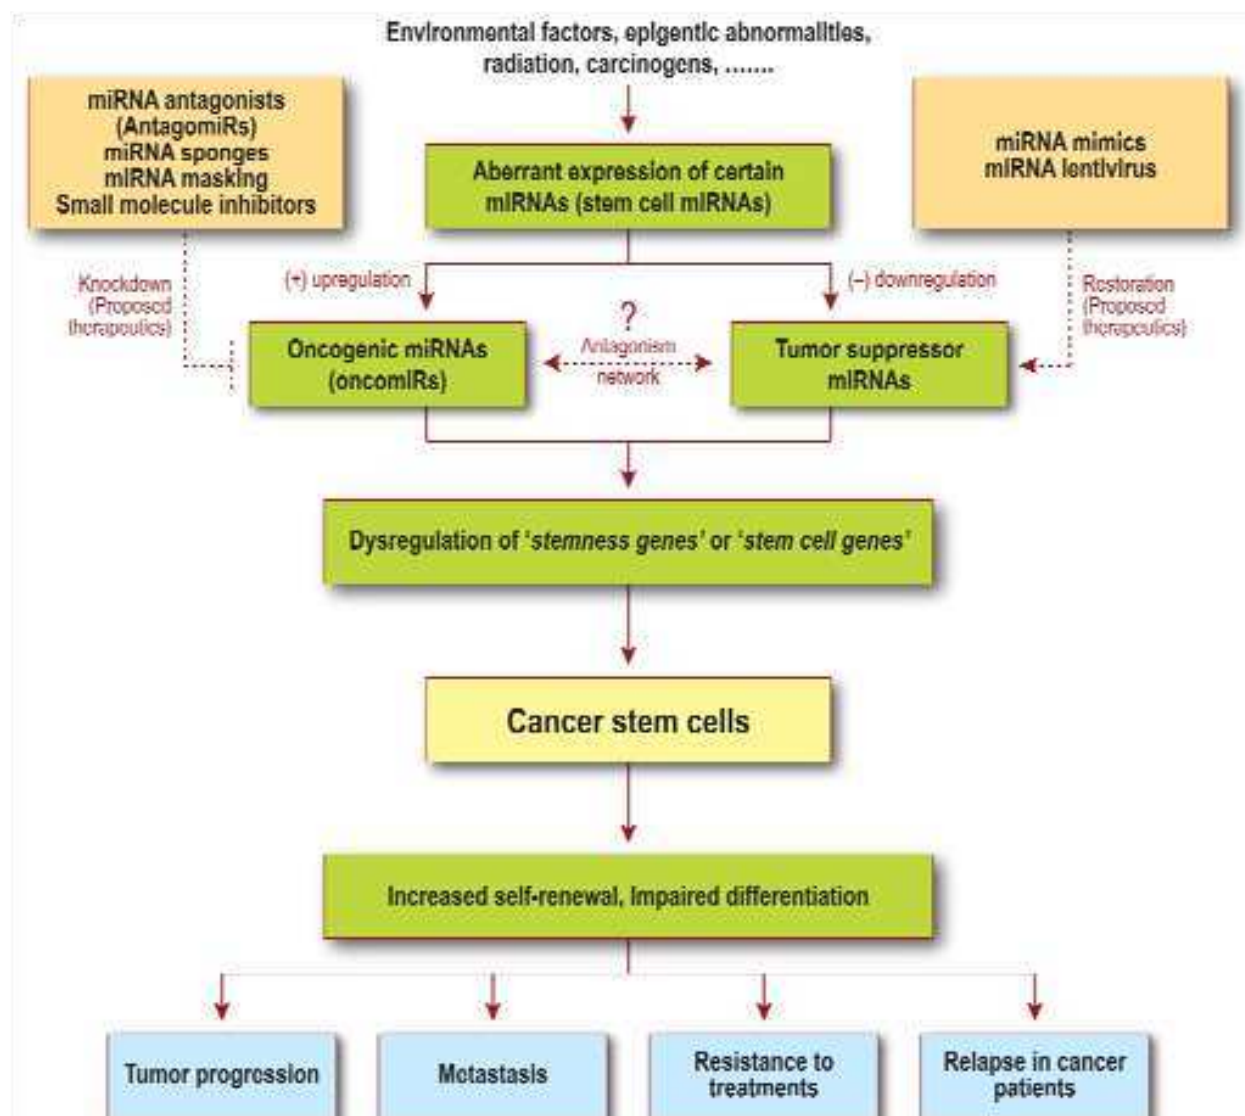 Environmental factors, epigentic abnormalities,
radiation, carcinogens, .......
miRNA antagonists
(AntagomiRs)
miRNA sponges
miRNA masking
Small molecule inhibitors
Aberrant expression of certain
miRNAs (stem cell miRNAs)
miRNA mimics
miRNA lentivirus
Knockdown
(Proposed
therapeutics)
(+) upregulation
(–) downregulation
Restoration
(Proposed
therapeutics)
?
Antagonism
network
Oncogenic miRNAs
(oncomIRs)
Tumor suppressor
miRNAs
Dysregulation of ‘stemness genes’ or ‘stem cell genes’
Cancer stem cells
Increased self-renewal, Impaired differentiation
Tumor progression
Metastasis
Resistance to
treatments
Relapse in cancer
patients